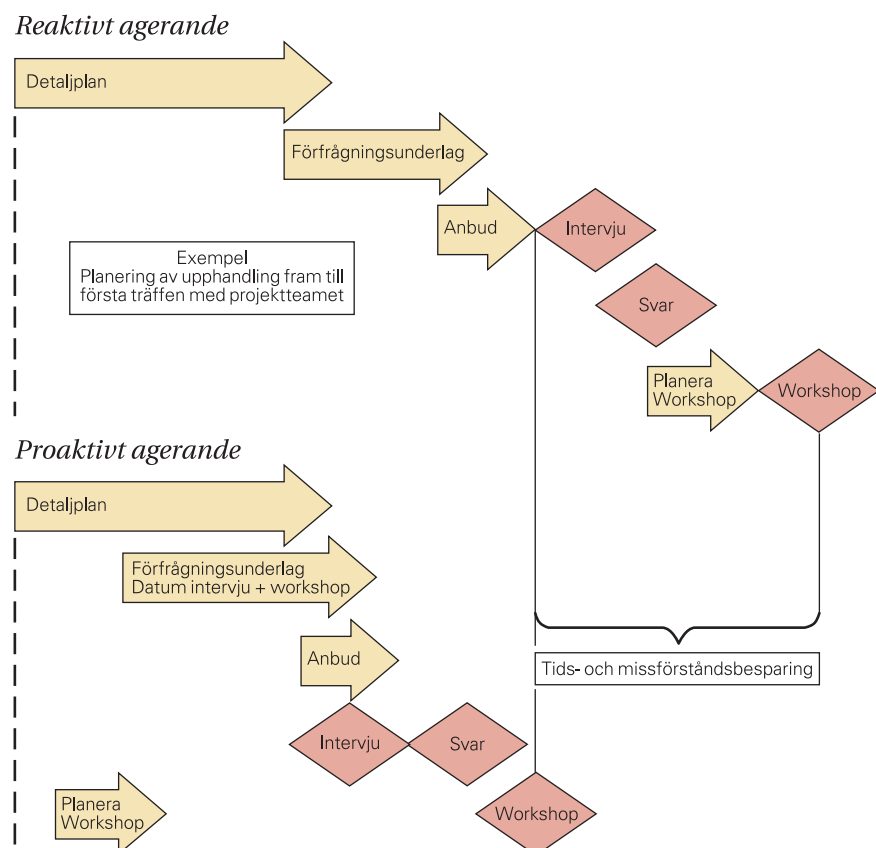 Reaktivt agerande
Detaljplan
Förfrågningsunderlag
Anbud
Intervju
Exempel
Planering av upphandling fram till
första träffen med projektteamet
Svar
Planera
Workshop
Workshop
Proaktivt agerande
Detaljplan
Förfrågningsunderlag
Datum intervju + workshop
Anbud
Tids- och missförståndsbesparing
Intervju
Svar
Planera
Workshop
Workshop